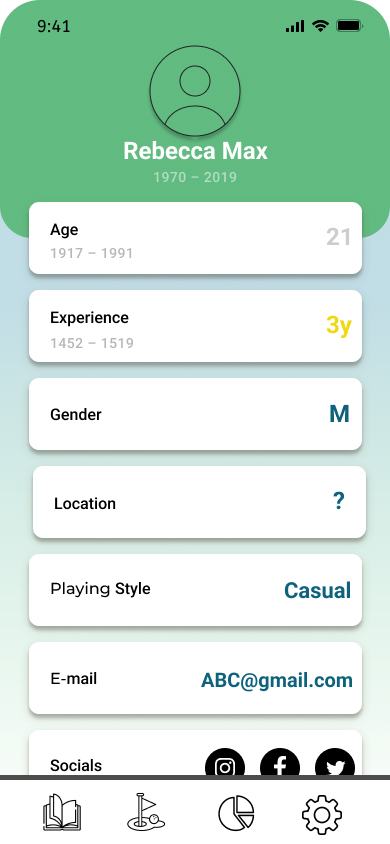 9:41
Rebecca Max
1970 – 2019
Age
21
1917 – 1991
Experience
3y
1452 – 1519
Gender
M
Location
?
Playing Style
Casual
E-mail
ABC@gmail.com
Socials